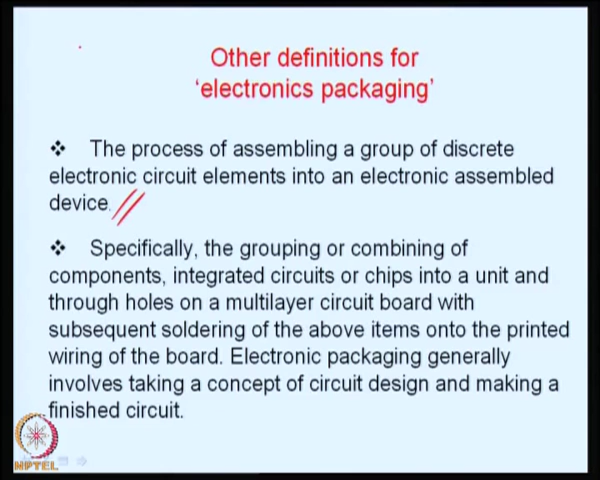 Other definitions for
‘electronics packaging’
❖ The process of assembling a group of discrete
electronic circuit elements into an electronic assembled
device.
❖ Specifically, the grouping or combining of
components, integrated circuits or chips into a unit and
through holes on a multilayer circuit board with
subsequent soldering of the above items onto the printed
wiring of the board. Electronic packaging generally
involves taking a concept of circuit design and making a
finished circuit.
NPTEL